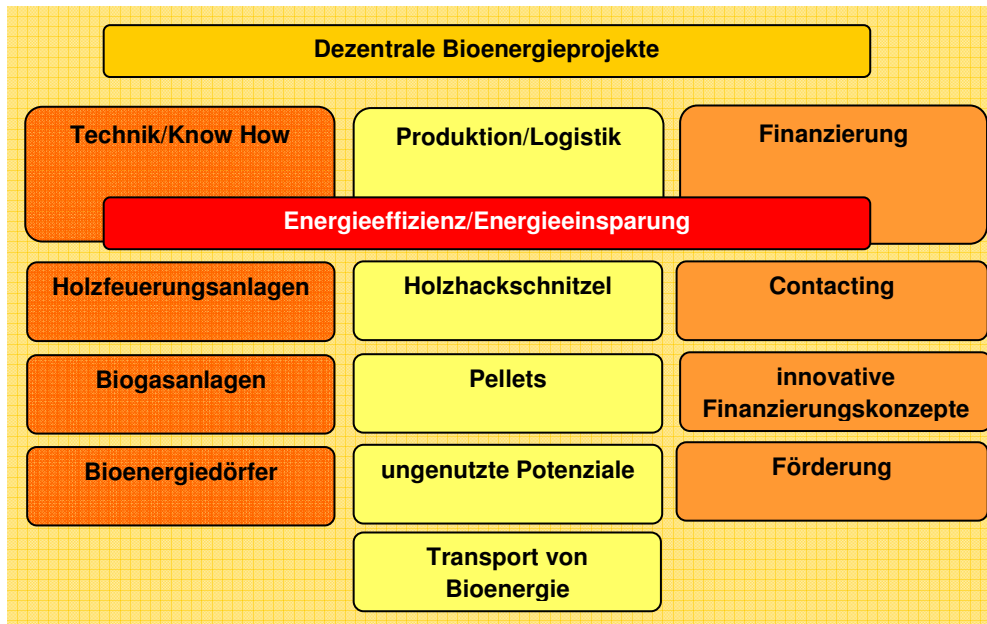 Dezentrale Bioenergieprojekte
Technik/Know How
Produktion/Logistik
Finanzierung
Energieeffizienz/Energieeinsparung
Holzfeuerungsanlagen
Holzhackschnitzel
Contacting
Biogasanlagen
Pellets
innovative
Finanzierungskonzepte
Bioenergiedörfer
ungenutzte Potenziale
Förderung
Transport von
Bioenergie